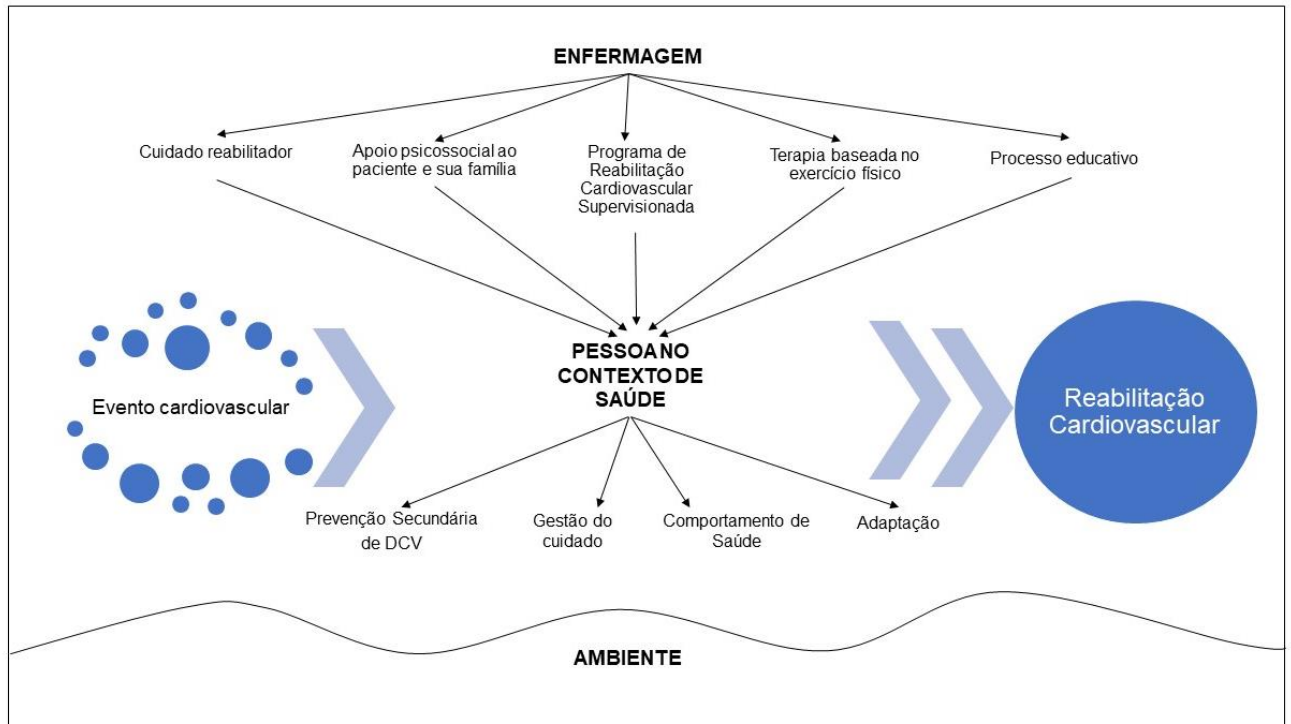 ENFERMAGEM
Cuidado reabilitador
Apoio psicossocial ao
paciente e sua família
Programa de
Reabilitação
Cardiovascular
Supervisionada
Terapia baseada no
exercício físico
Processo educativo
Evento cardiovascular
PESSOA NO
CONTEXTO DE
SAÚDE
Reabilitação
Cardiovascular
Prevenção Secundária
de DCV
Gestão do
cuidado
Comportamento de
Saúde
Adaptação
AMBIENTE